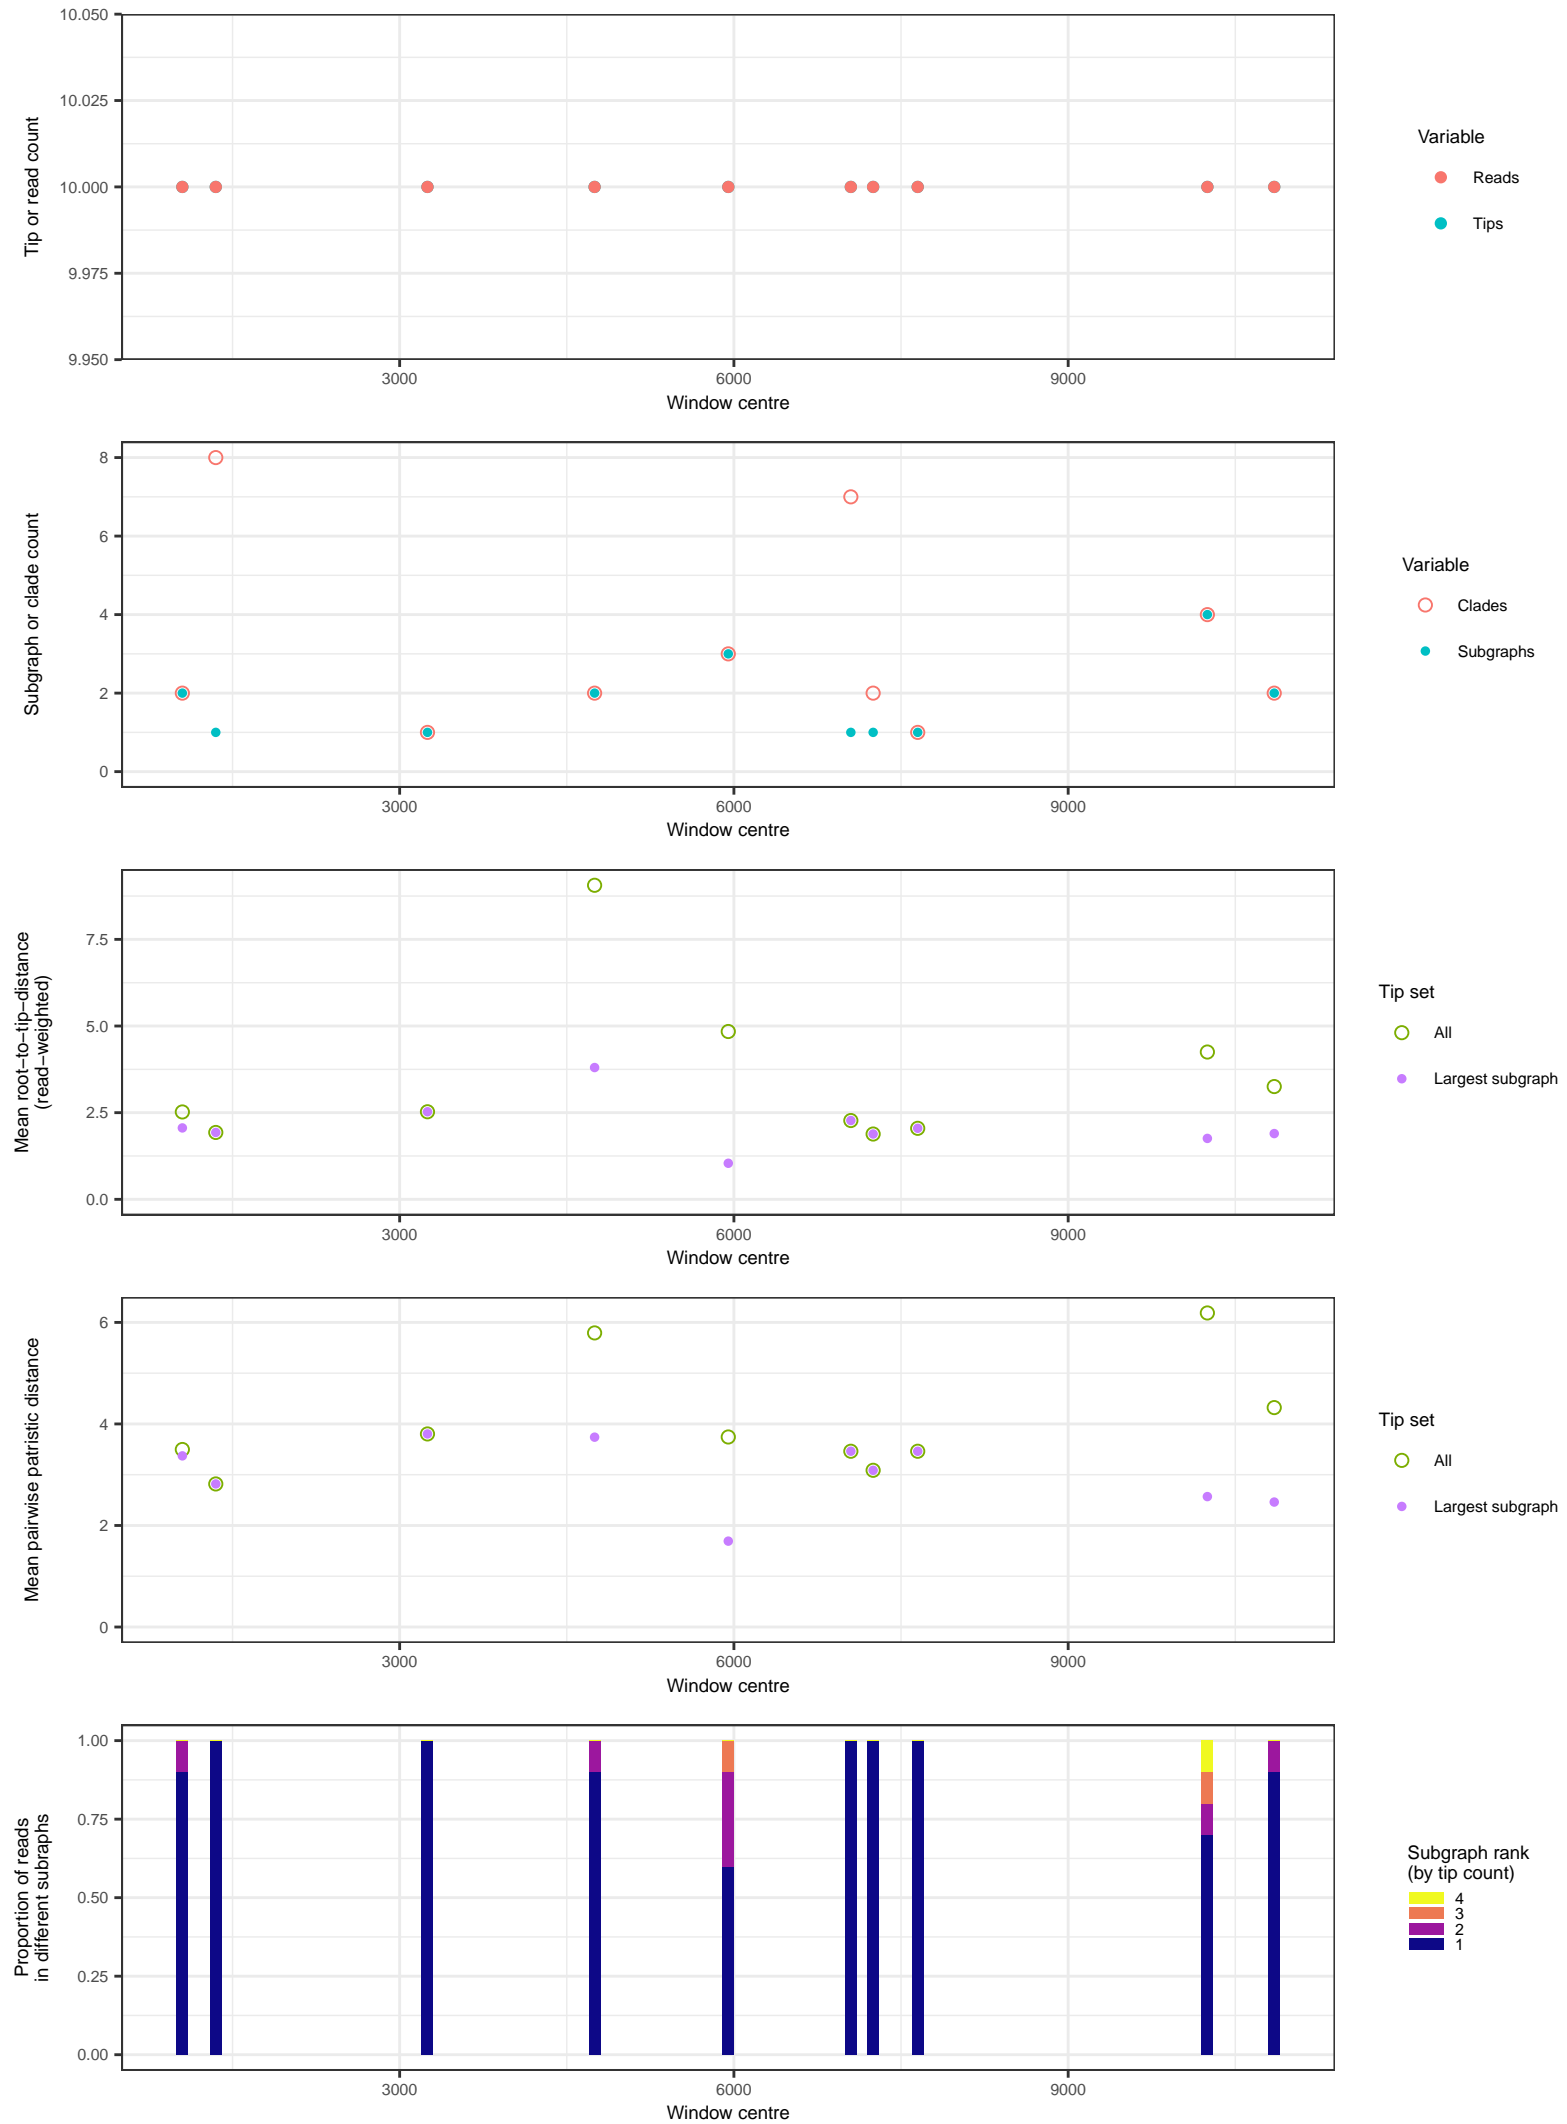 10.050
10.025
10.000
9.975
9.950
Tip or read count
3000 6000 9000
Window centre
Variable
Reads
Tips
8
6
4
2
0
Subgraph or clade count
3000 6000 9000
Window centre
Variable
Clades
Subgraphs
7.5
5.0
2.5
0.0
Mean root−to−tip−distance
(read−weighted)
3000 6000 9000
Window centre
Tip set
All
Largest subgraph
6
4
2
0
Mean pairwise patristic distance
3000 6000 9000
Window centre
Tip set
All
Largest subgraph
1.00
0.75
0.50
0.25
0.00
Proportion of reads
in different subraphs
3000 6000 9000
Window centre
Subgraph rank
(by tip count)
4
3
2
1